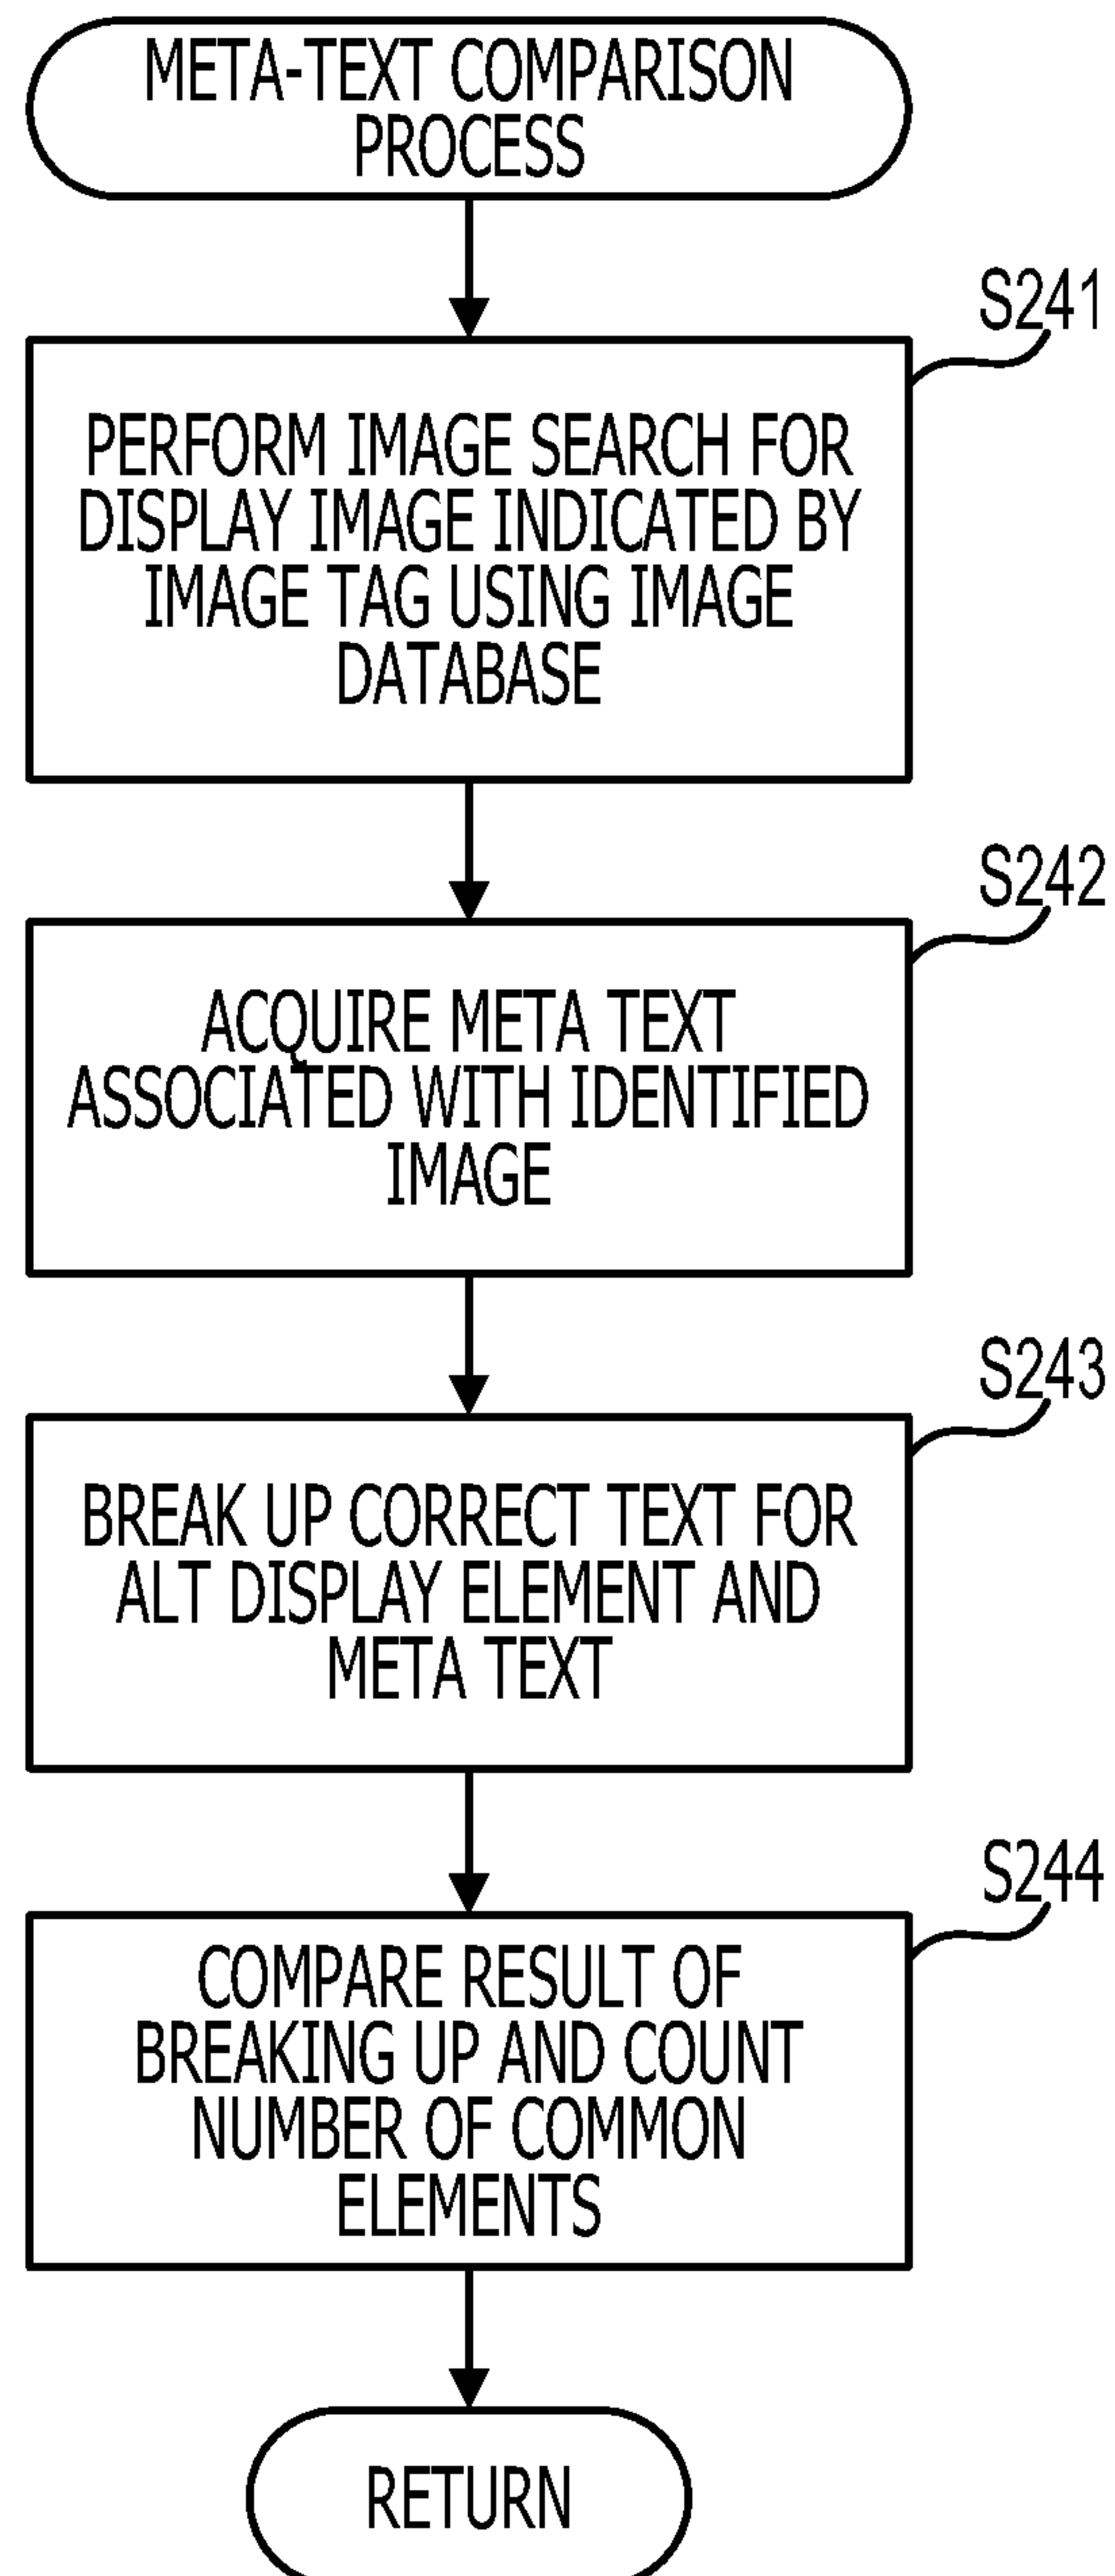 META-TEXT COMPARISON
PROCESS
S241
PERFORM IMAGE SEARCH FOR
DISPLAY IMAGE INDICATED BY
IMAGE TAG USING IMAGE
DATABASE
S242
ACQUIRE META TEXT
ASSOCIATED WITH IDENTIFIED
IMAGE
S243
BREAK UP CORRECT TEXT FOR
ALT DISPLAY ELEMENT AND
META TEXT
S244
COMPARE RESULT OF
BREAKING UP AND COUNT
NUMBER OF COMMON
ELEMENTS
RETURN